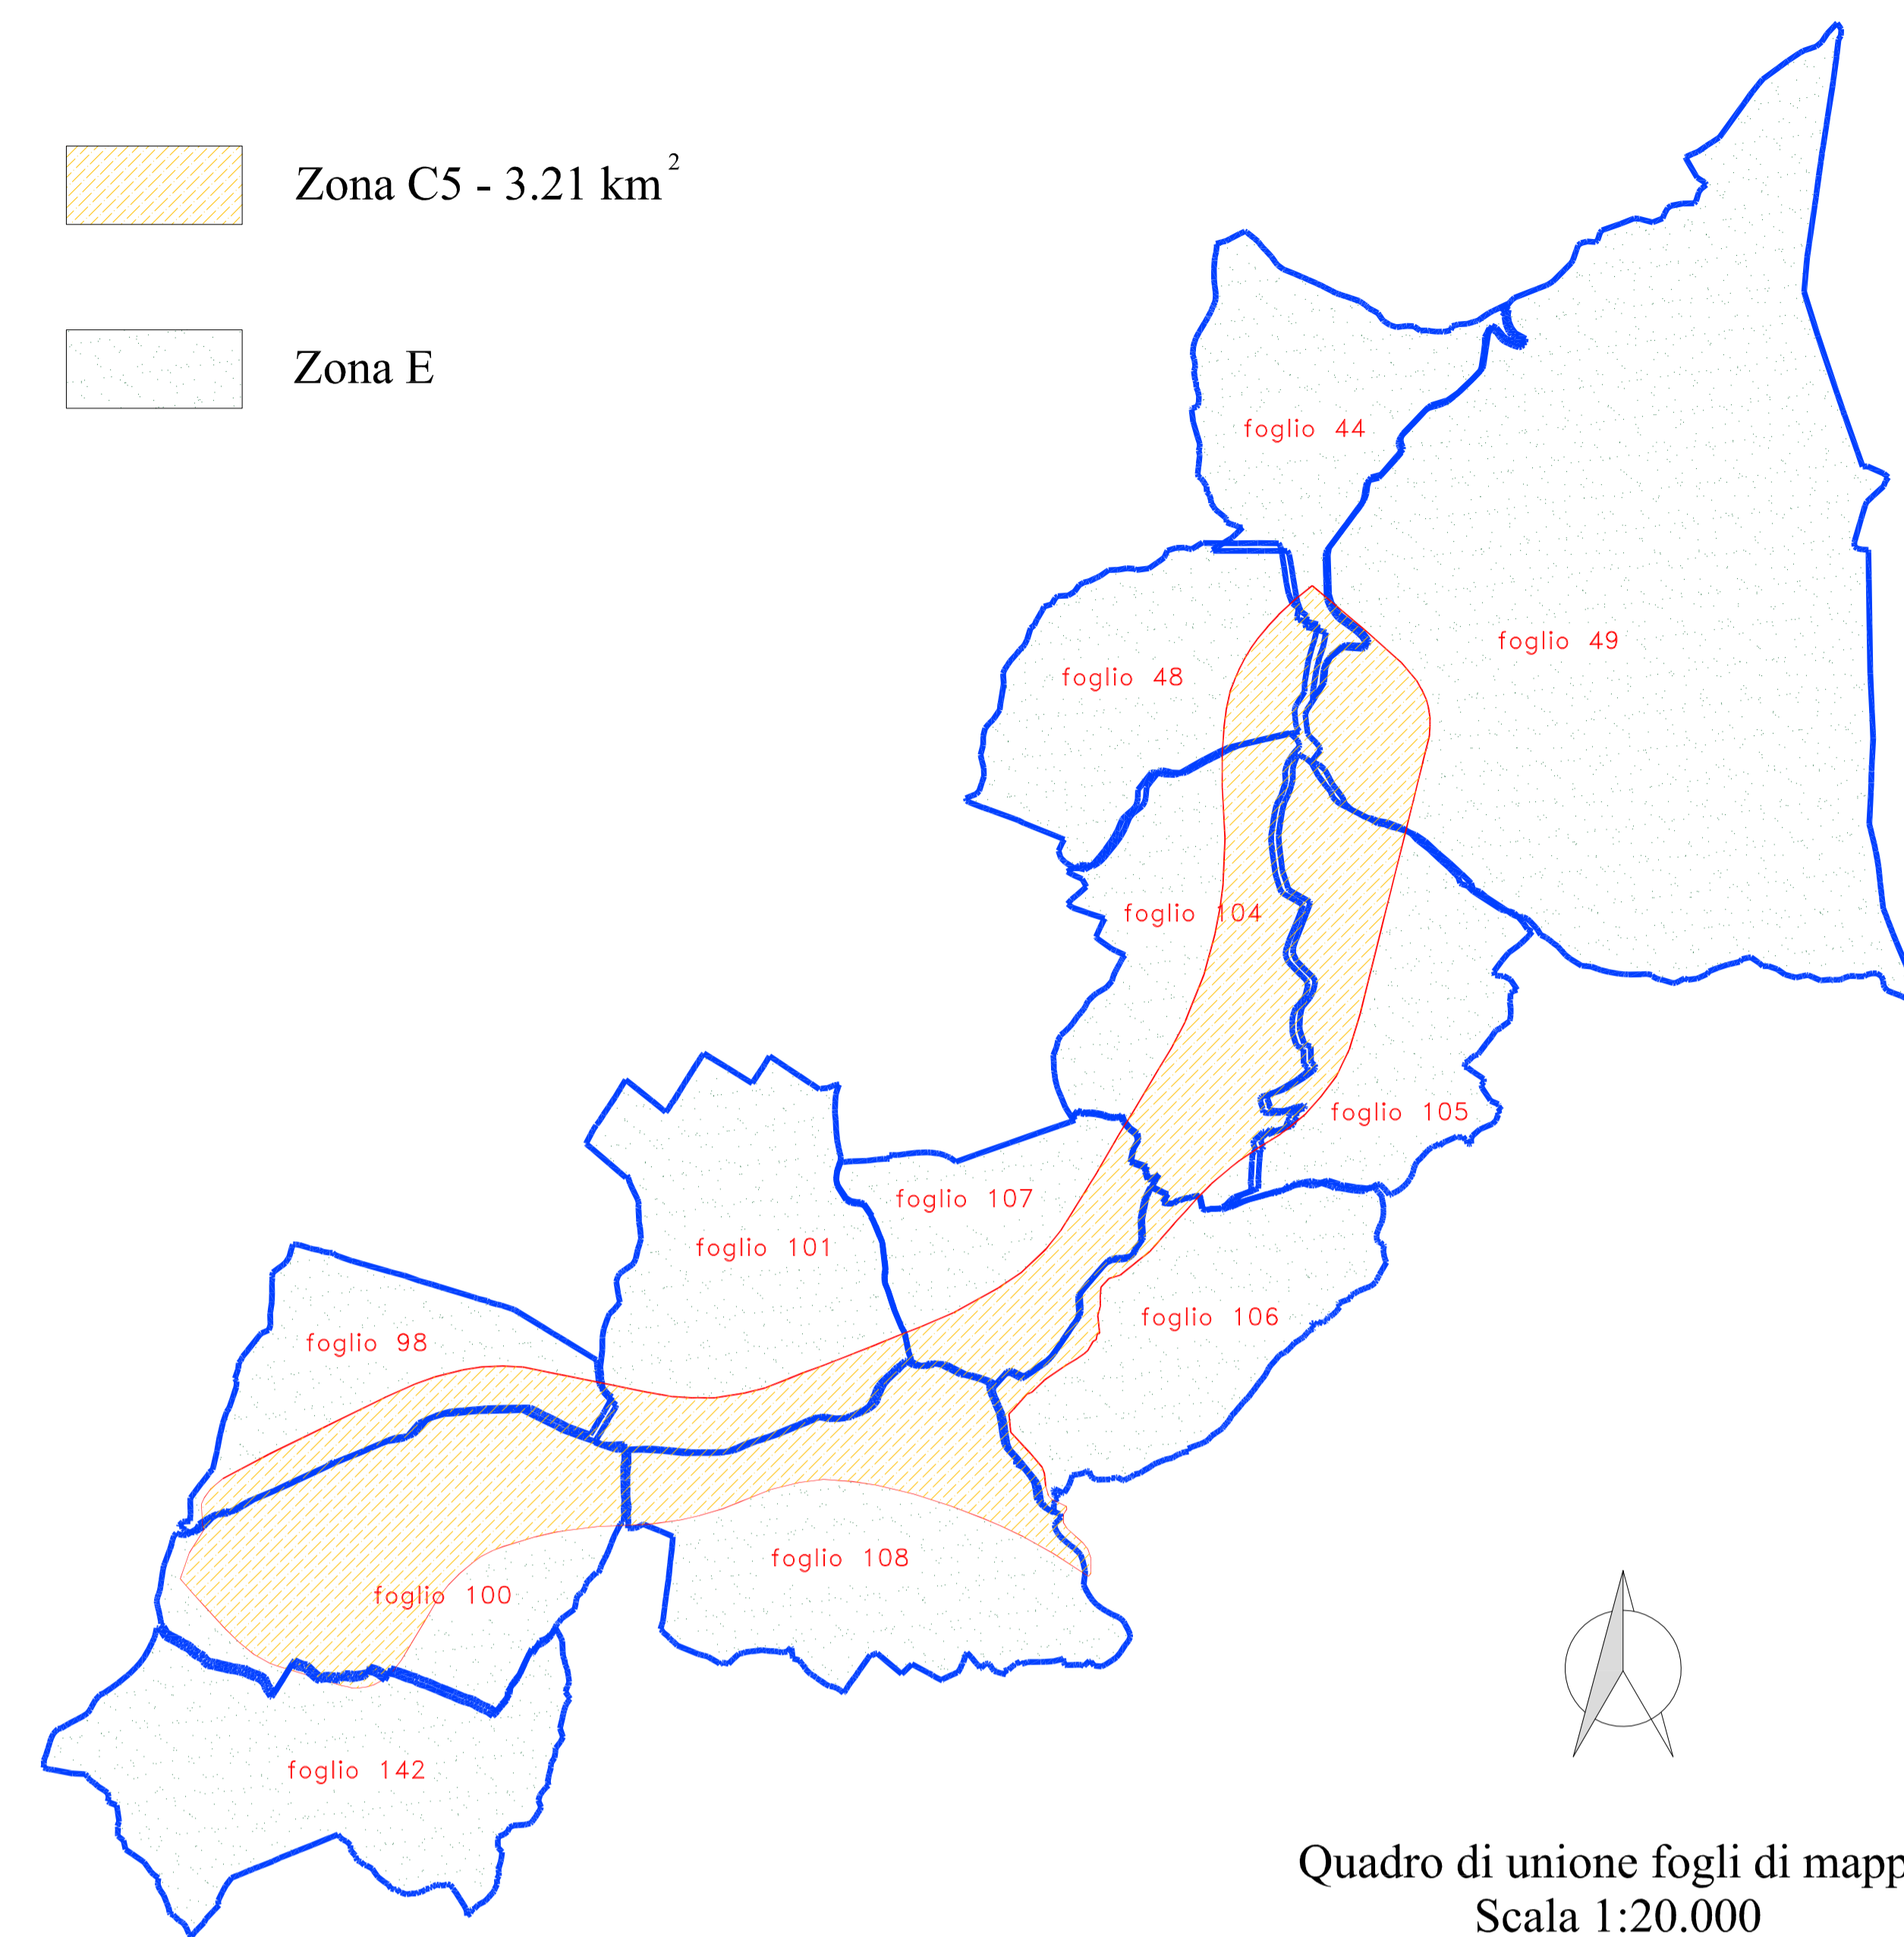 Zona C5 - 3.21 km²
Zona E
foglio 44
foglio 49
foglio 48
foglio 104
foglio 105
foglio 107
foglio 101
foglio 106
foglio 98
foglio 108
foglio 100
foglio 142
Quadro di unione fogli di mapp
Scala 1:20.000